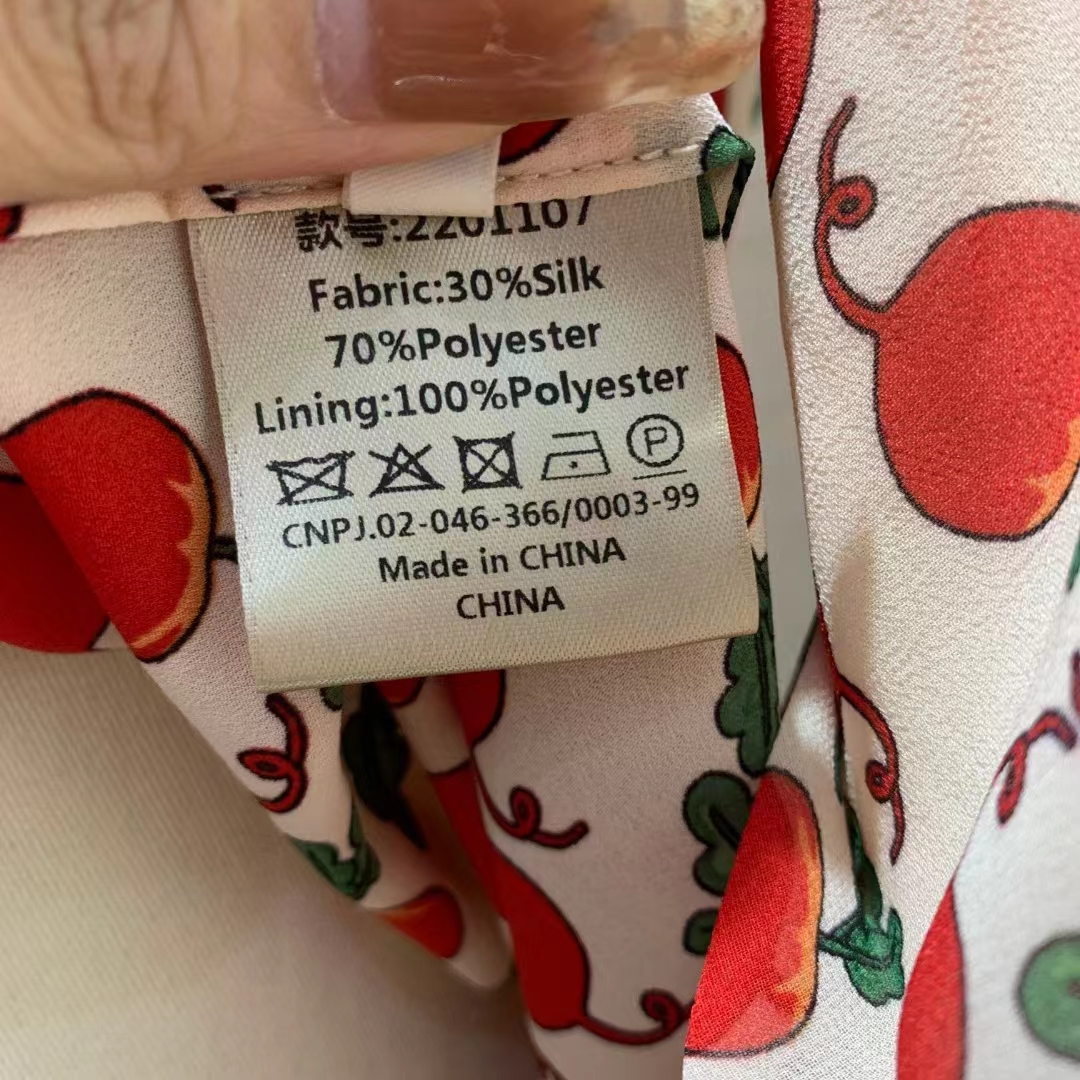 款号:2201107
Fabric:30%Silk
70%Polyester
Lining:100%Polyester
P
CNPJ.02-046-366/0003-99
Made in CHINA
CHINA